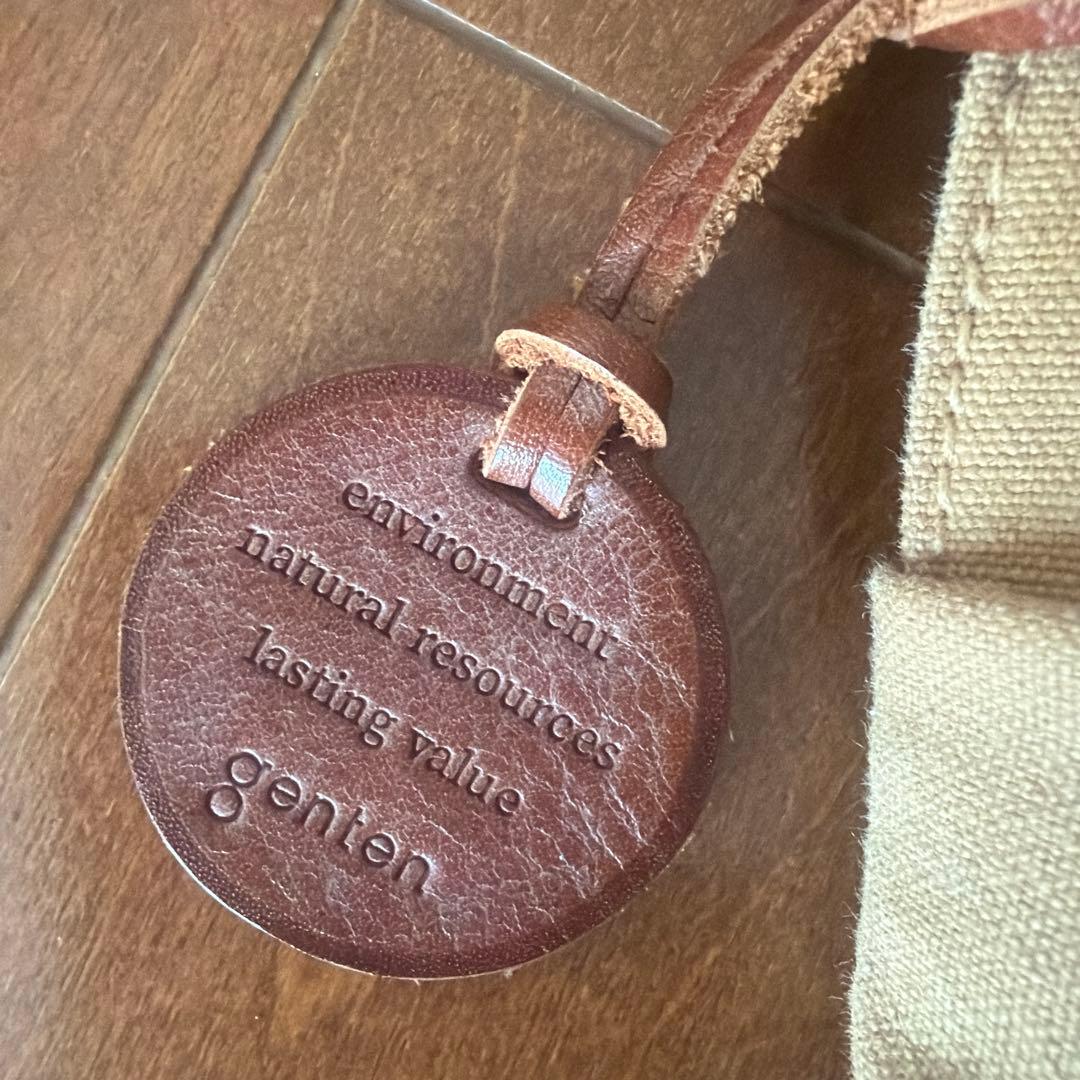 environment
natural resources
lasting value
genten